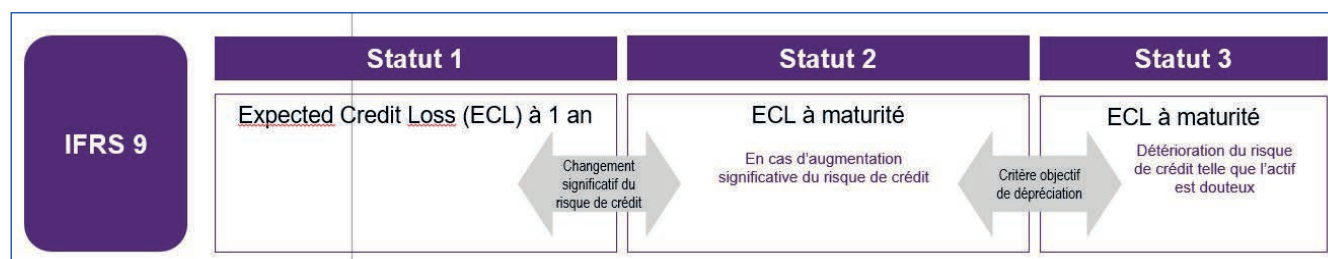 IFRS 9
Statut 1
Statut 2
Statut 3
Expected Credit Loss (ECL) à 1 an
ECL à maturité
ECL à maturité
Changement
significatif du
risque de crédit
En cas d'augmentation
significative du risque de crédit
Critère objectif
de dépréciation
Détérioration du risque
de crédit telle que l'actif
est douteux